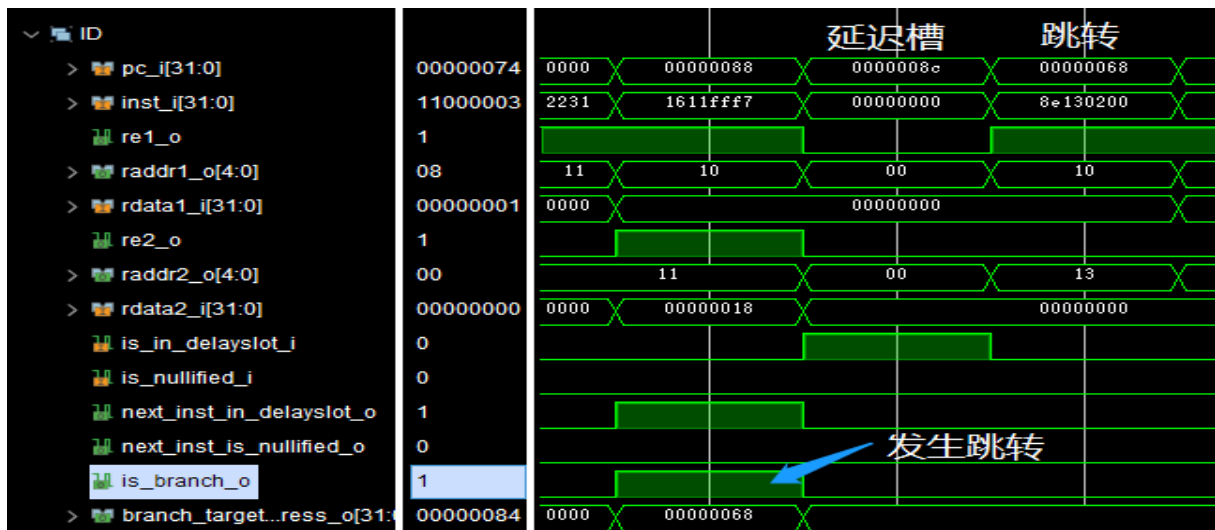 ID
延迟槽 跳转
pc_i[31:0] 00000074 0000 00000088 0000008c 00000068
inst_i[31:0] 11000003 2231 1611fff7 00000000 8e130200
re1_o 1
raddr1_o[4:0] 08 11 10 00 10
rdata1_i[31:0] 00000001 0000 00000000
re2_o 1
raddr2_o[4:0] 00 11 00 13
rdata2_i[31:0] 00000000 0000 00000018 00000000
is_in_delayslot_i 0
is_nullified_i 0
next_inst_in_delayslot_o 1
next_inst_is_nullified_o 0
发生跳转
is_branch_o 1
branch_target...ress_o[31: 00000084 0000 00000068